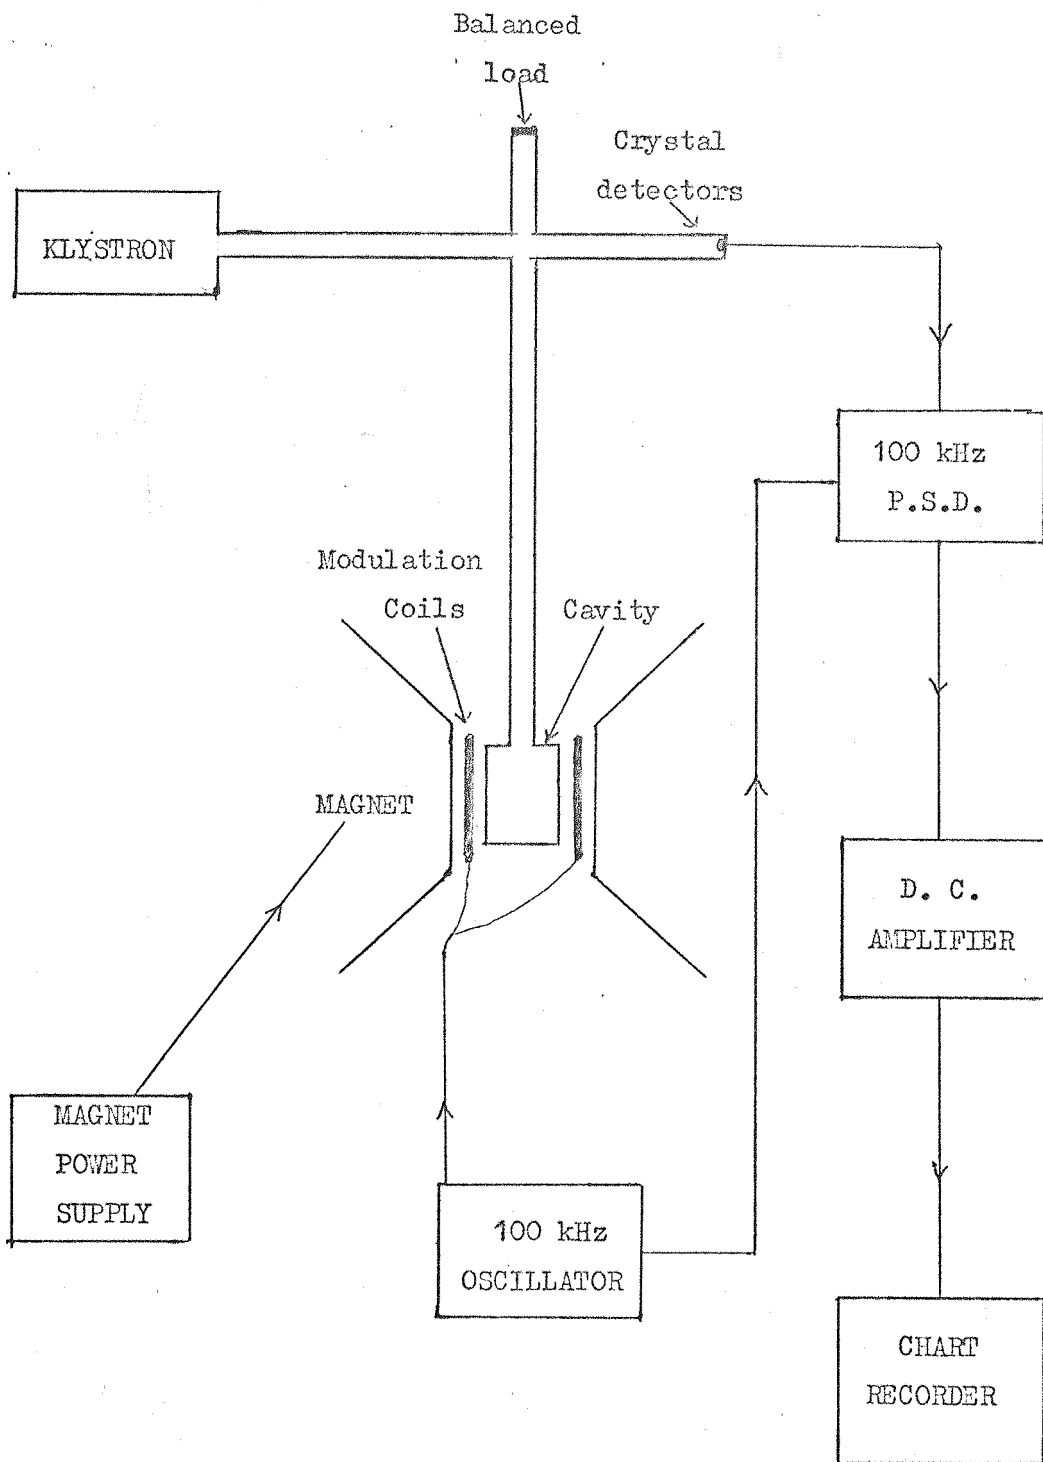 Balanced
load
Crystal
detectors
KLYSTRON
100 kHz
P.S.D.
Modulation
Coils
Cavity
MAGNET
D. C.
AMPLIFIER
MAGNET
POWER
SUPPLY
100 kHz
OSCILLATOR
CHART
RECORDER